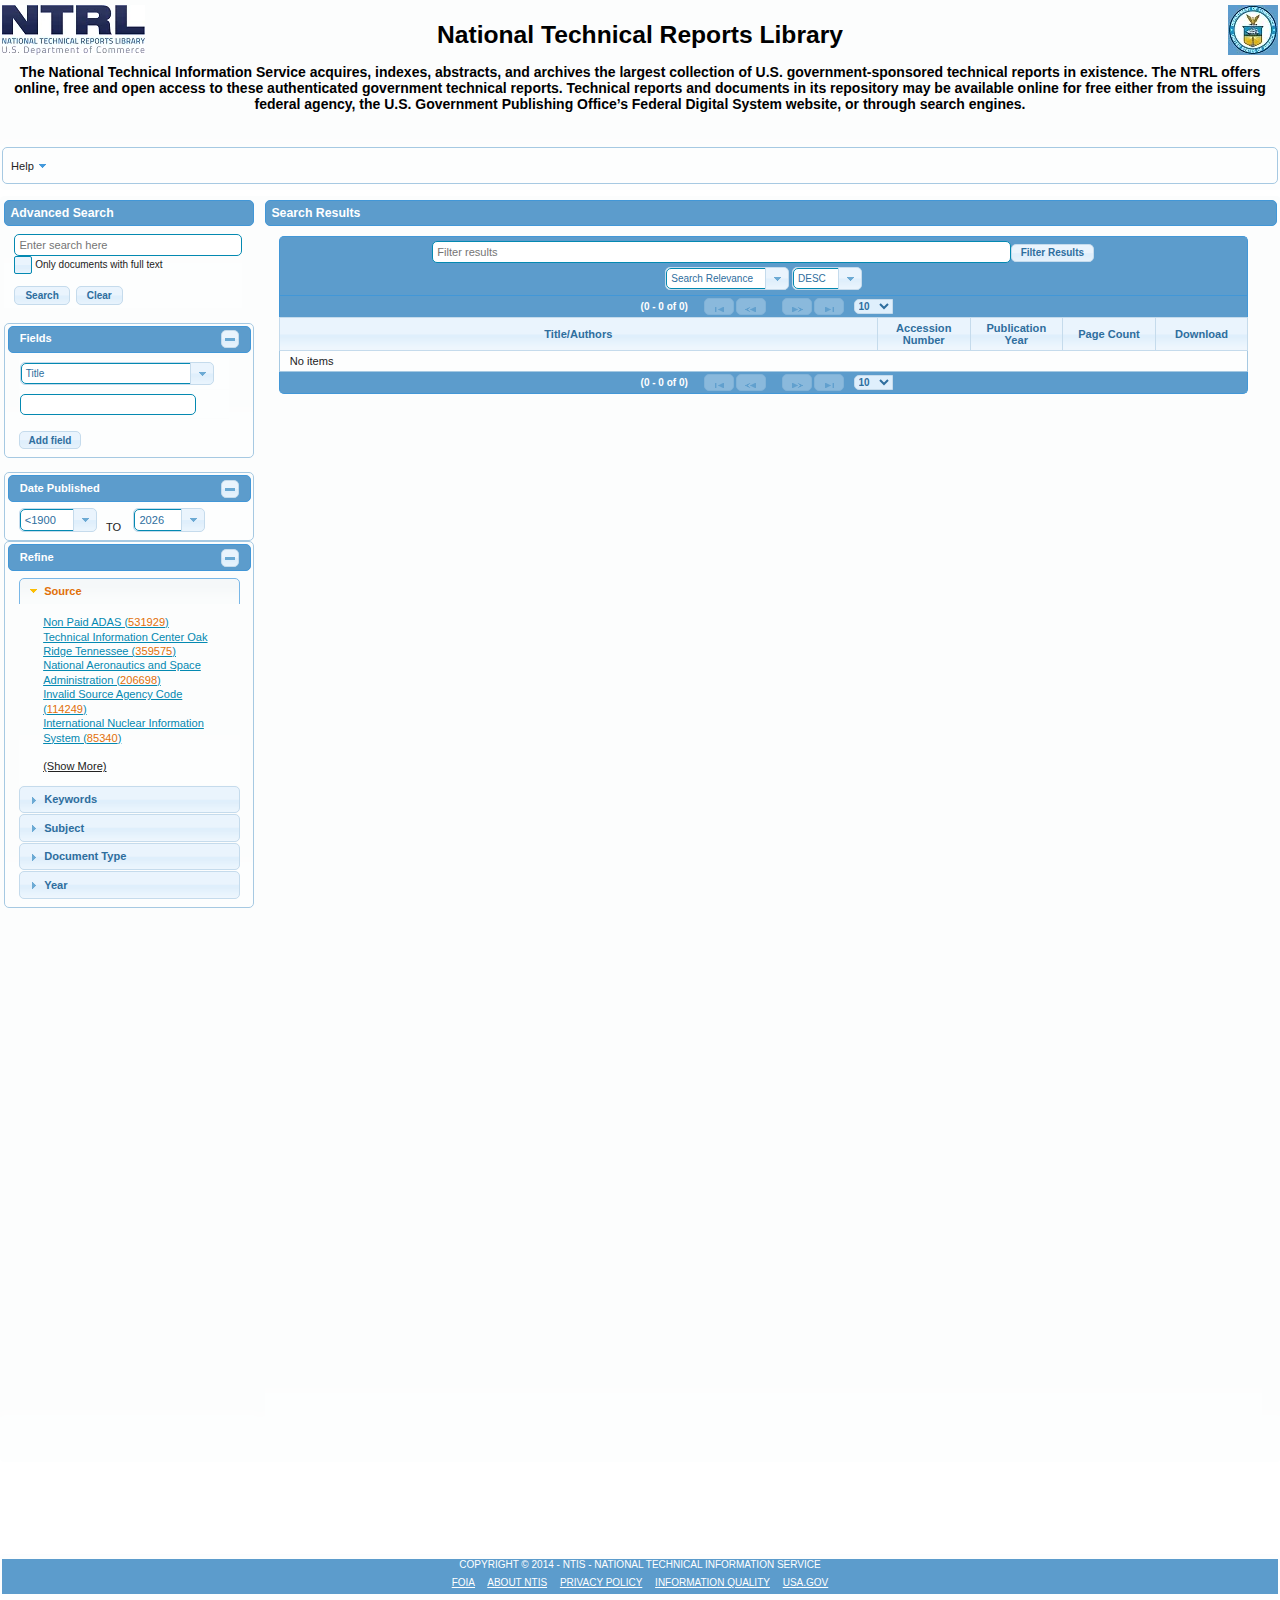 NTRL
NATIONAL TECHNICAL REPORTS LIBRARY
U.S. Department of Commerce
National Technical Reports Library
The National Technical Information Service acquires, indexes, abstracts, and archives the largest collection of U.S. government-sponsored technical reports in existence. The NTRL offers
online, free and open access to these authenticated government technical reports. Technical reports and documents in its repository may be available online for free either from the issuing
federal agency, the U.S. Government Publishing Office’s Federal Digital System website, or through search engines.
Help
Advanced Search
Enter search here
Only documents with full text
Search Clear
Fields
Title
Add field
Date Published
<1900 TO 2026
Refine
Source
Non Paid ADAS (531929)
Technical Information Center Oak
Ridge Tennessee (359575)
National Aeronautics and Space
Administration (206698)
Invalid Source Agency Code
(114249)
International Nuclear Information
System (85340)
(Show More)
Keywords
Subject
Document Type
Year
Search Results
Filter results Filter Results
Search Relevance DESC
(0 - 0 of 0) 10
Title/Authors Accession Number Publication Year Page Count Download
No items
(0 - 0 of 0) 10
COPYRIGHT © 2014 - NTIS - NATIONAL TECHNICAL INFORMATION SERVICE
FOIA ABOUT NTIS PRIVACY POLICY INFORMATION QUALITY USA.GOV